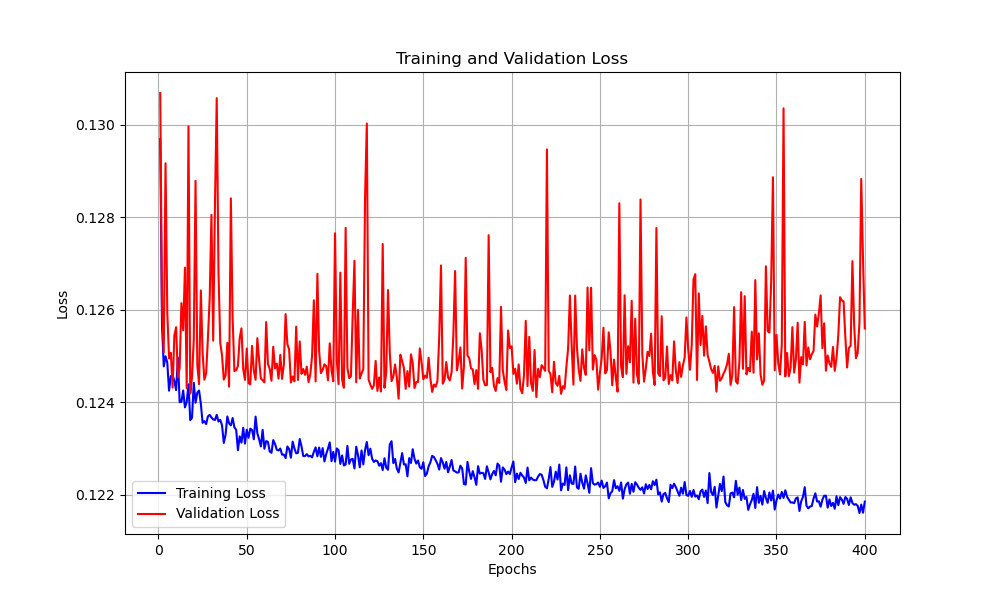 Training and Validation Loss
Loss
0.130
0.128
0.126
0.124
0.122
Training Loss
Validation Loss
0 50 100 150 200 250 300 350 400
Epochs